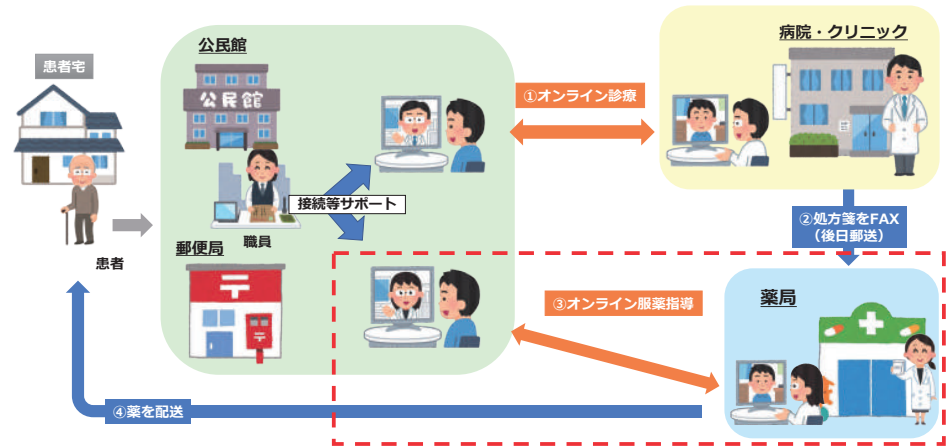 患者宅
患者
公民館
公民館
職員
接続等サポート
郵便局
①オンライン診療
病院・クリニック
②処方箋をFAX
（後日郵送）
③オンライン服薬指導
薬局
④薬を配送